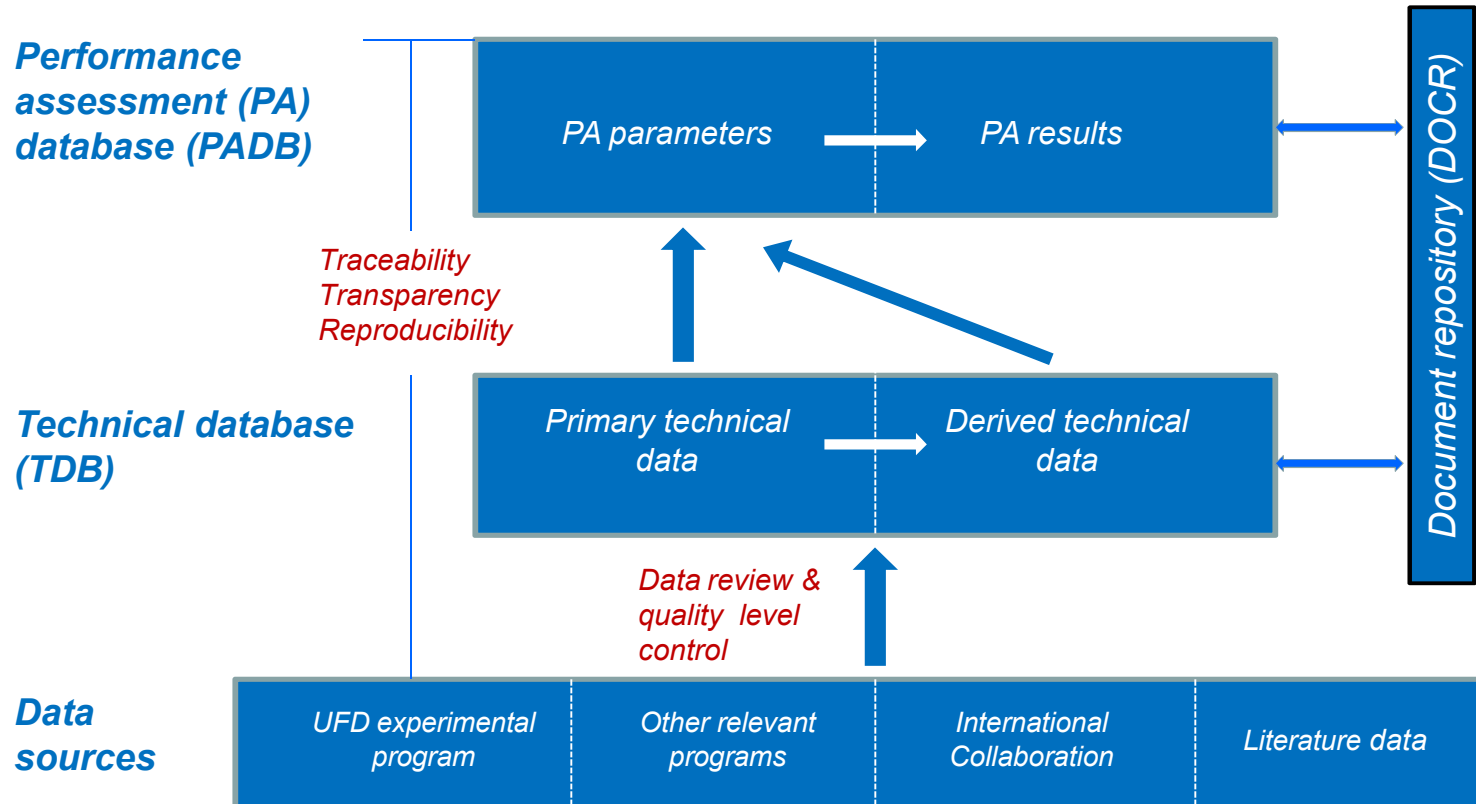 Performance
assessment (PA)
database (PADB)
PA parameters
PA results
Document repository (DOCR)
Traceability
Transparency
Reproducibility
Technical database
(TDB)
Primary technical
data
Derived technical
data
Data review &
quality level
control
Data
sources
UFD experimental
program
Other relevant
programs
International
Collaboration
Literature data